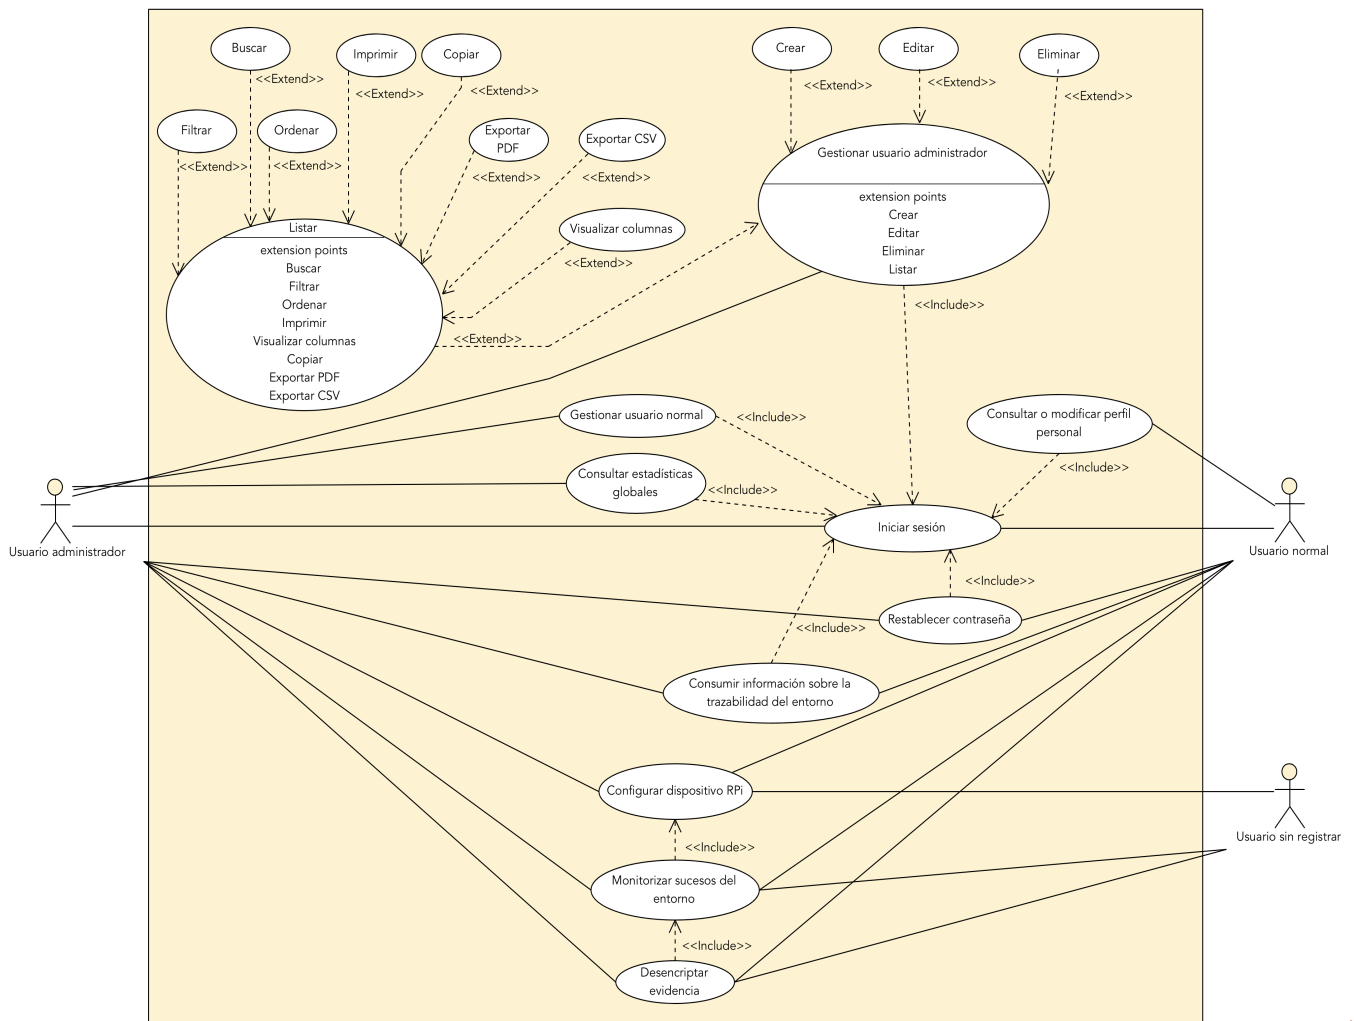 Buscar
Imprimir
Copiar
Crear
Editar
Eliminar
<<Extend>>
<<Extend>>
<<Extend>>
<<Extend>>
<<Extend>>
<<Extend>>
Filtrar
Ordenar
Exportar
PDF
Exportar CSV
Gestionar usuario administrador
<<Extend>>
<<Extend>>
<<Extend>>
<<Extend>>
extension points
Crear
Editar
Eliminar
Listar
Listar
extension points
Buscar
Filtrar
Ordenar
Imprimir
Visualizar columnas
Copiar
Exportar PDF
Exportar CSV
Visualizar columnas
<<Extend>>
<<Extend>>
<<Include>>
Gestionar usuario normal
<<Include>>
Consultar o modificar perfil
personal
<<Include>>
Consultar estadísticas
globales
<<Include>>
Iniciar sesión
Usuario administrador
Usuario normal
<<Include>>
Restablecer contraseña
<<Include>>
Consumir información sobre la
trazabilidad del entorno
Configurar dispositivo RPi
Usuario sin registrar
<<Include>>
Monitorizar sucesos del
entorno
<<Include>>
Desencriptar
evidencia